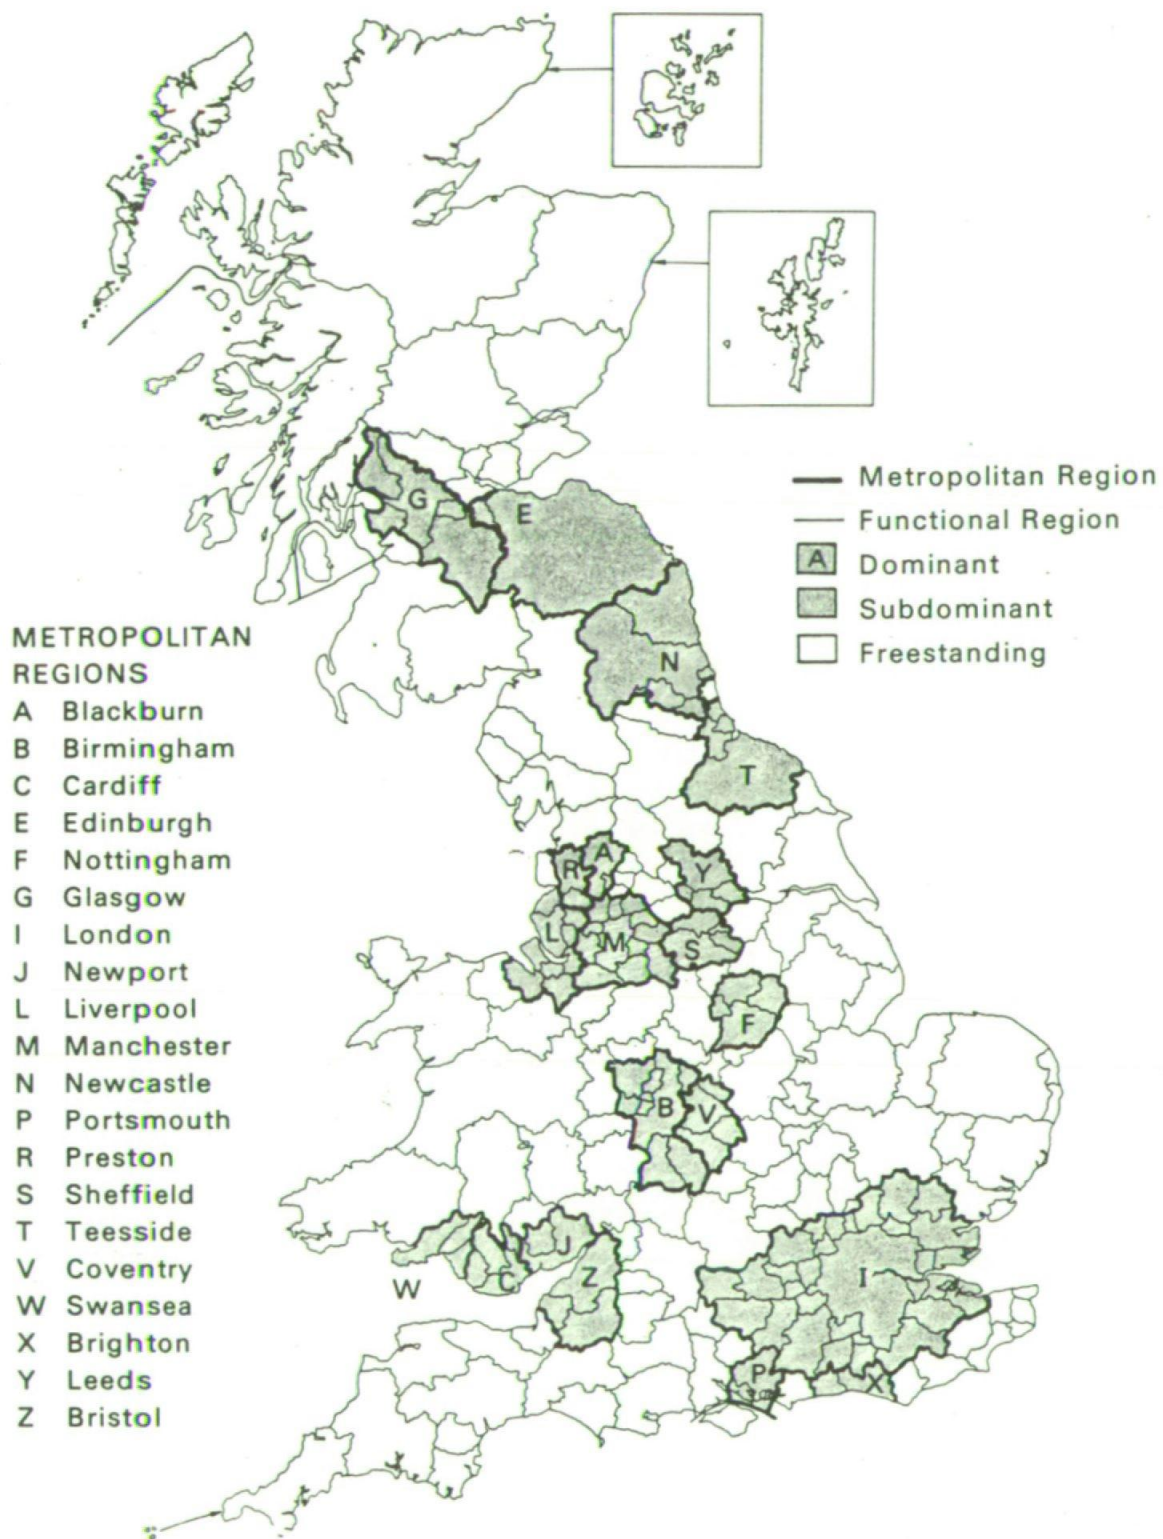 Metropolitan Region
Functional Region
A Dominant
Subdominant
Freestanding
METROPOLITAN
REGIONS
A Blackburn
B Birmingham
C Cardiff
E Edinburgh
F Nottingham
G Glasgow
I London
J Newport
L Liverpool
M Manchester
N Newcastle
P Portsmouth
R Preston
S Sheffield
T Teesside
V Coventry
W Swansea
X Brighton
Y Leeds
Z Bristol
G
E
N
T
R
A
Y
L
M
S
F
B
V
W
C
J
Z
I
P
X